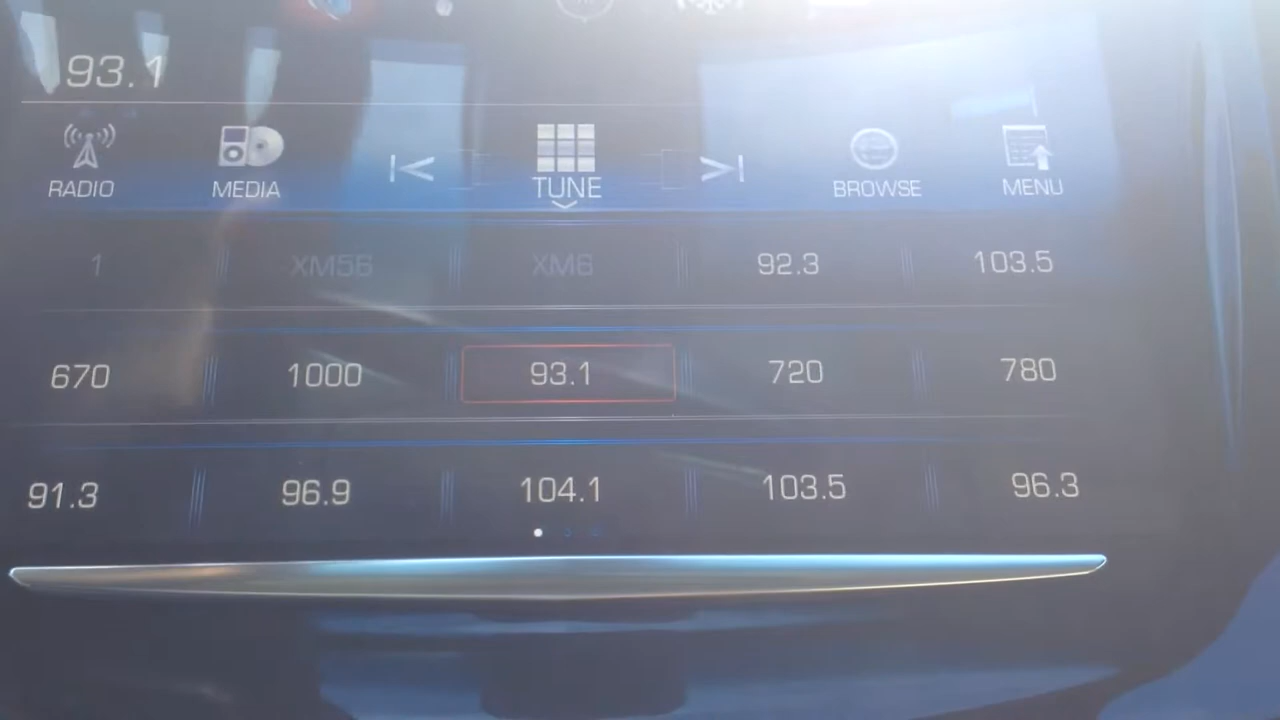 93.1
RADIO MEDIA TUNE BROWSE MENU
1 XM56 XM6 92.3 103.5
670 1000 93.1 720 780
91.3 96.9 104.1 103.5 96.3